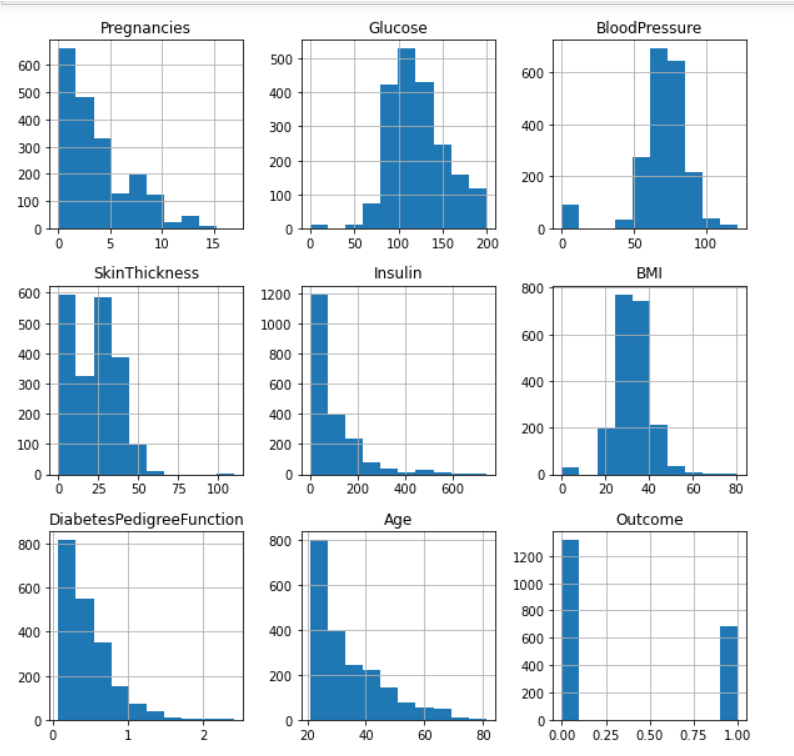 Pregnancies
600
500
400
300
200
100
0
0 5 10 15
Glucose
500
400
300
200
100
0
0 50 100 150 200
BloodPressure
600
400
200
0
0 50 100
SkinThickness
600
500
400
300
200
100
0
0 25 50 75 100
Insulin
1200
1000
800
600
400
200
0
0 200 400 600
BMI
800
600
400
200
0
0 20 40 60 80
DiabetesPedigreeFunction
800
600
400
200
0
0 1 2
Age
800
600
400
200
0
20 40 60 80
Outcome
1200
1000
800
600
400
200
0
0.00 0.25 0.50 0.75 1.00